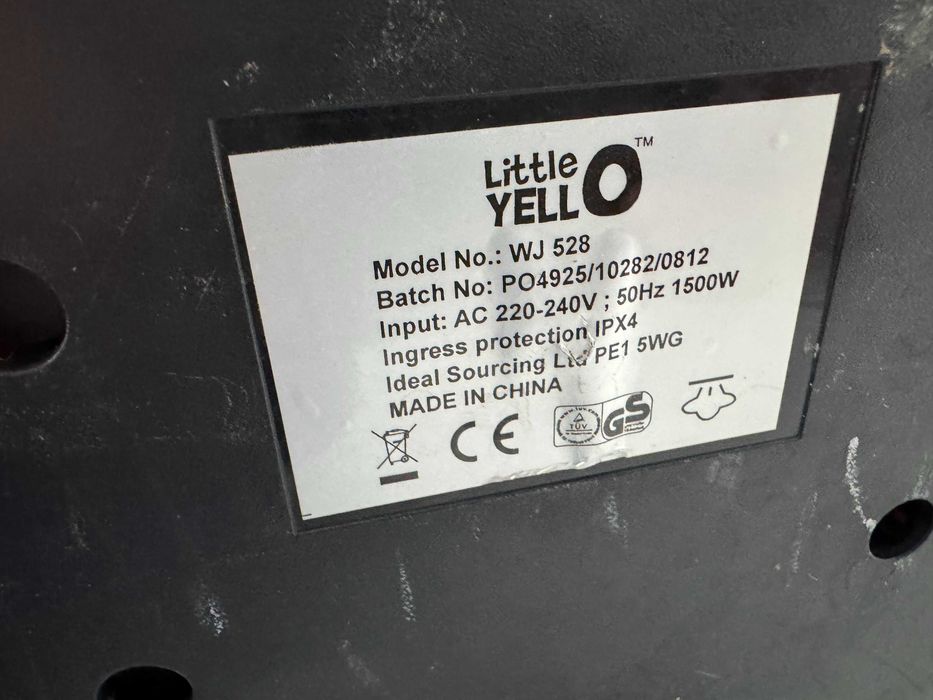 Little
YELLO™
Model No.: WJ 528
Batch No: PO4925/10282/0812
Input: AC 220-240V ; 50Hz 1500W
Ingress protection IPX4
Ideal Sourcing Ltd PE1 5WG
MADE IN CHINA
CE
TÜV
GS